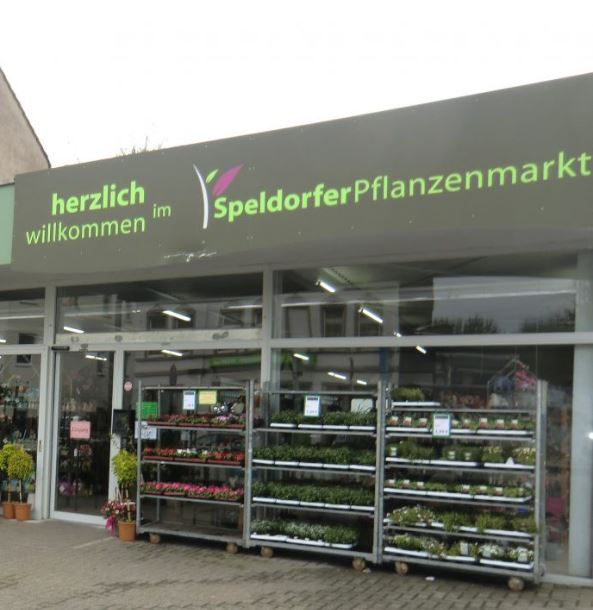 herzlich
willkommen im
SpeldorferPflanzenmarkt